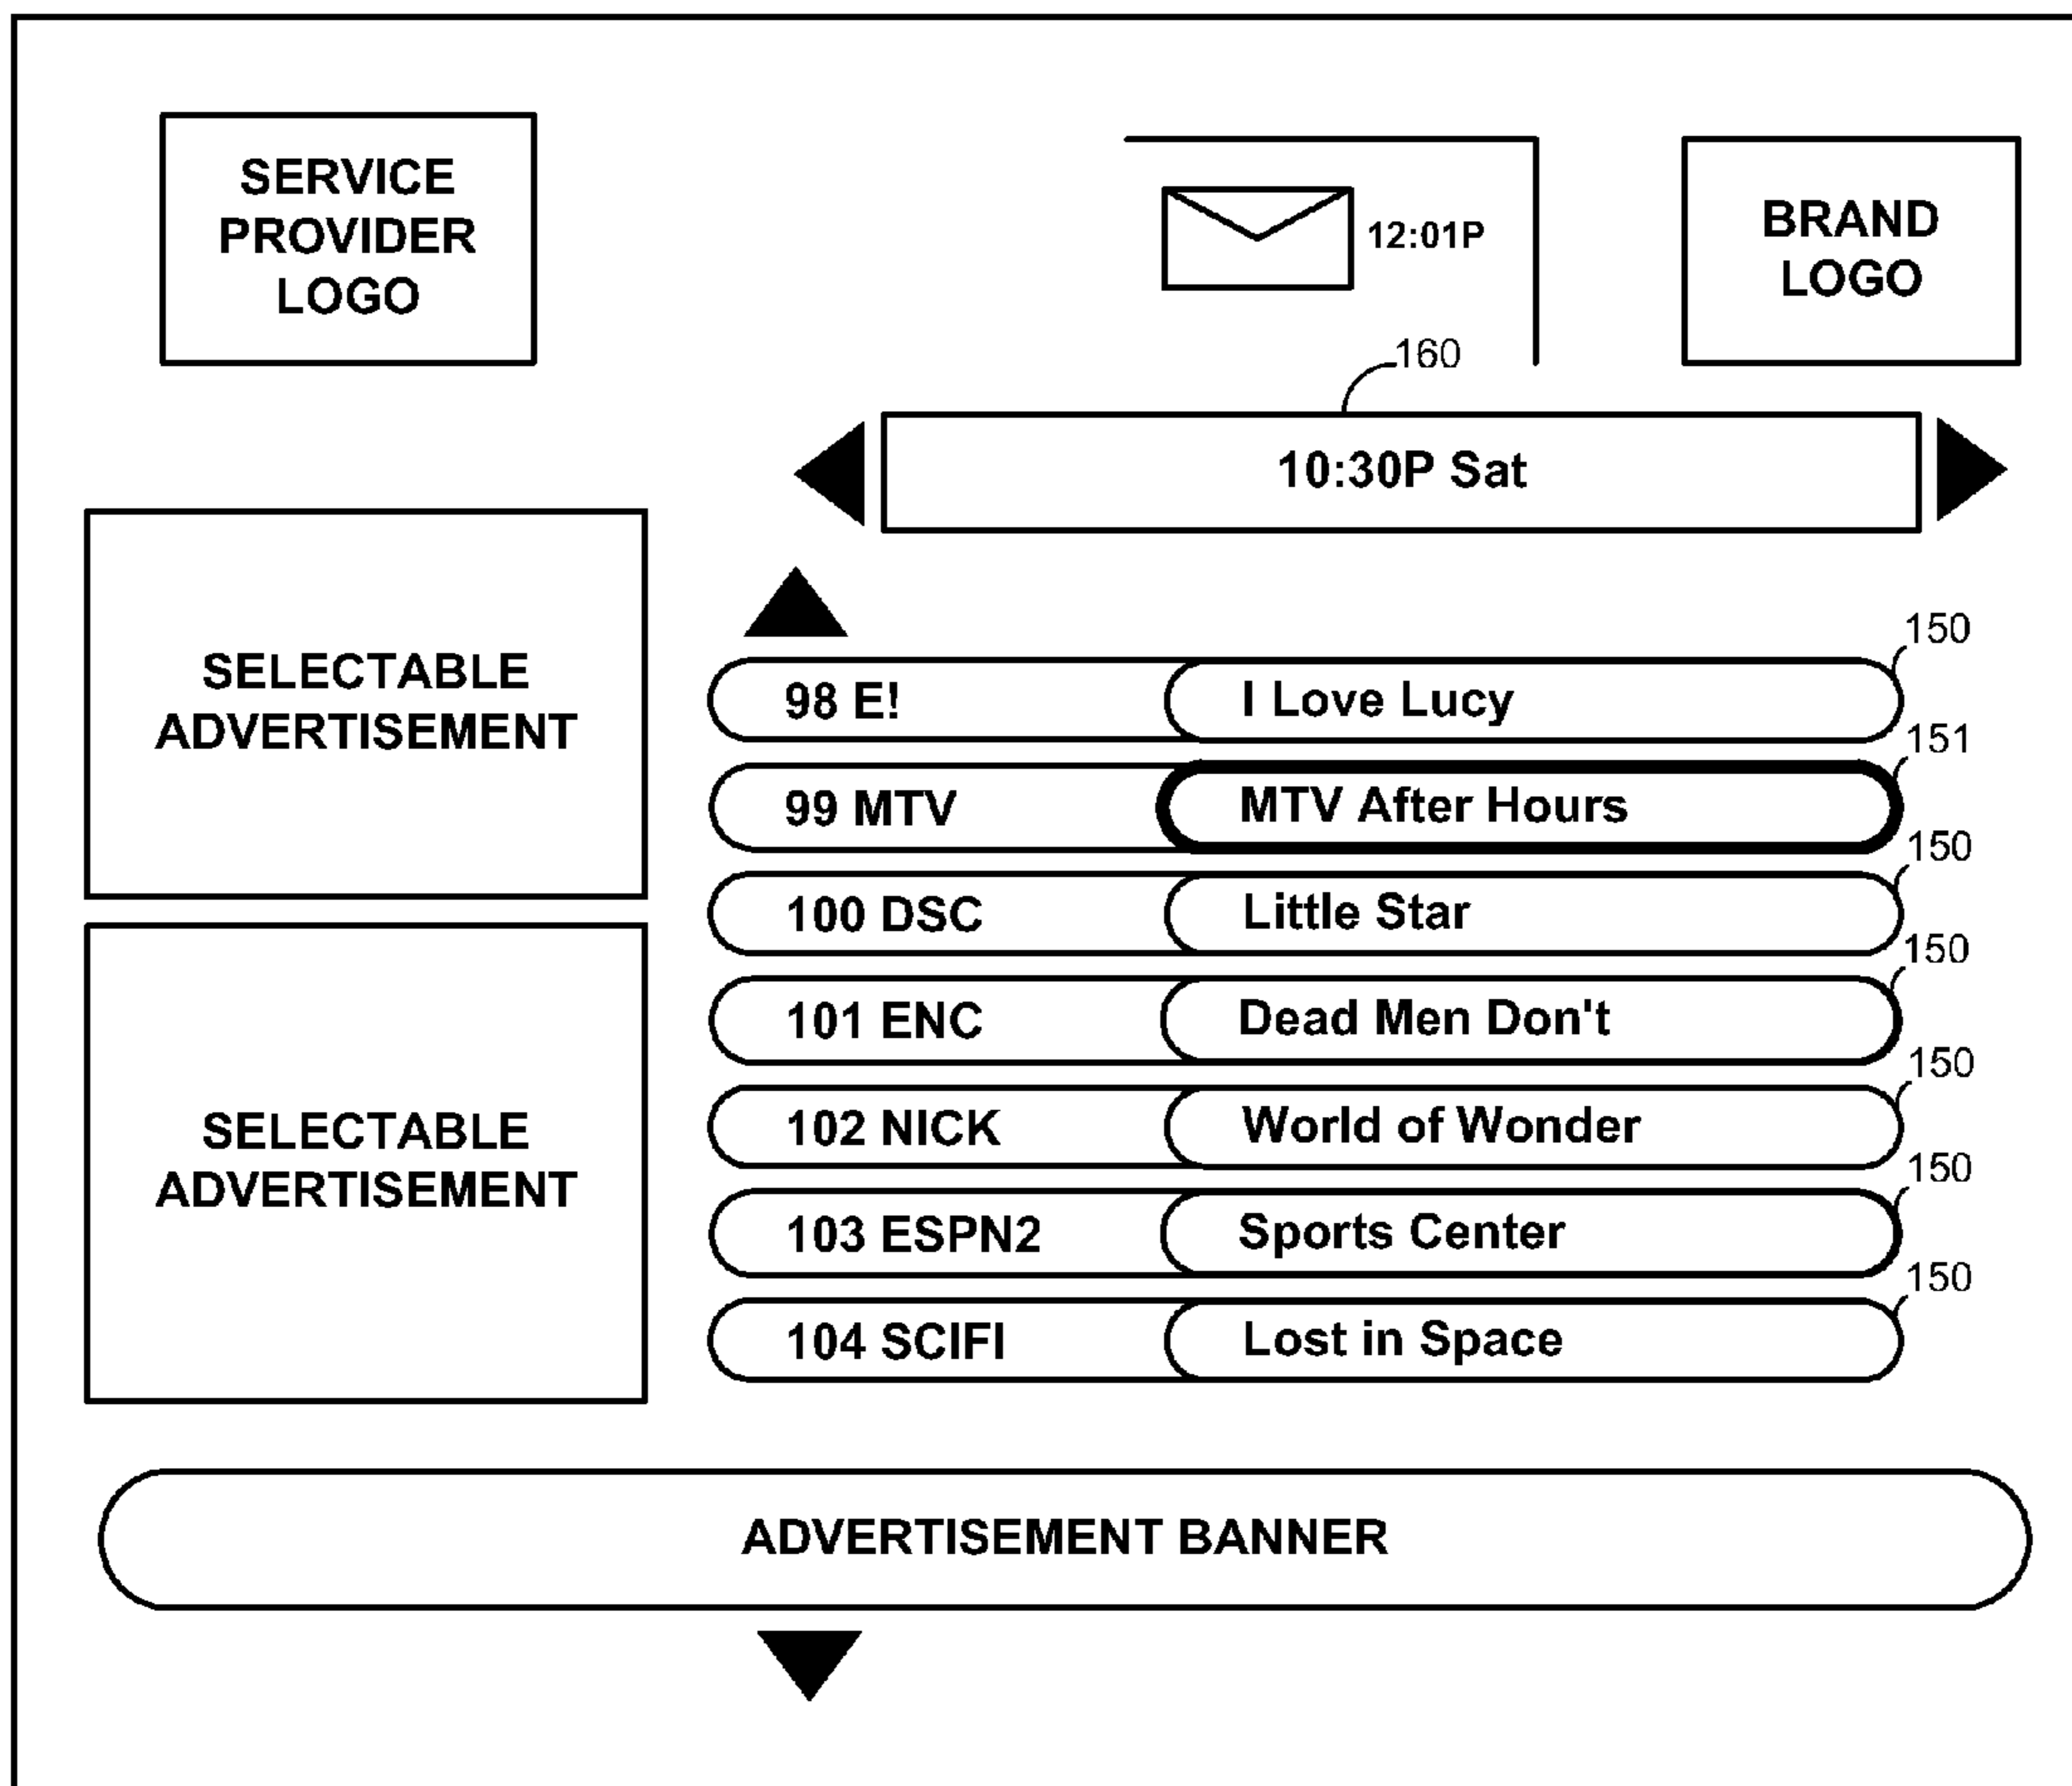 SERVICE
PROVIDER
LOGO
12:01P
BRAND
LOGO
160
10:30P Sat
SELECTABLE
ADVERTISEMENT
SELECTABLE
ADVERTISEMENT
150
98 E! I Love Lucy
151
99 MTV MTV After Hours
150
100 DSC Little Star
150
101 ENC Dead Men Don't
150
102 NICK World of Wonder
150
103 ESPN2 Sports Center
150
104 SCIFI Lost in Space
ADVERTISEMENT BANNER